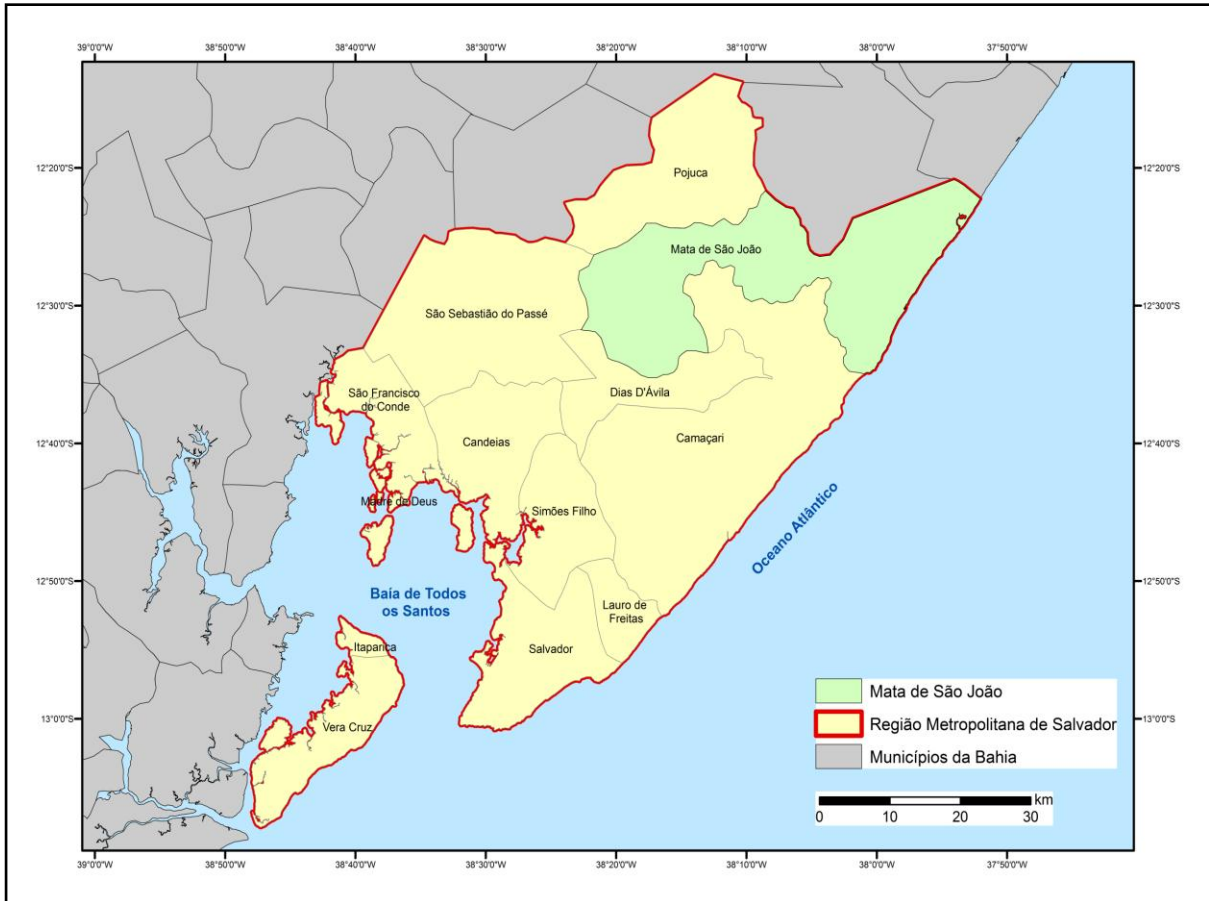 39°0'0"W 38°50'0"W 38°40'0"W 38°30'0"W 38°20'0"W 38°10'0"W 38°0'0"W 37°50'0"W
12°20'0"S 12°20'0"S
Pojuca
Mata de São João
12°30'0"S 12°30'0"S
São Sebastião do Passé
São Francisco
do Conde
Dias D'Ávila
12°40'0"S 12°40'0"S
Candeias
Camaçari
Madre de Deus
Simões Filho
Oceano Atlântico
12°50'0"S 12°50'0"S
Baía de Todos
os Santos
Lauro de
Freitas
Itaparica
Salvador
13°0'0"S 13°0'0"S
Vera Cruz
Mata de São João
Região Metropolitana de Salvador
Municípios da Bahia
km
0 10 20 30
39°0'0"W 38°50'0"W 38°40'0"W 38°30'0"W 38°20'0"W 38°10'0"W 38°0'0"W 37°50'0"W